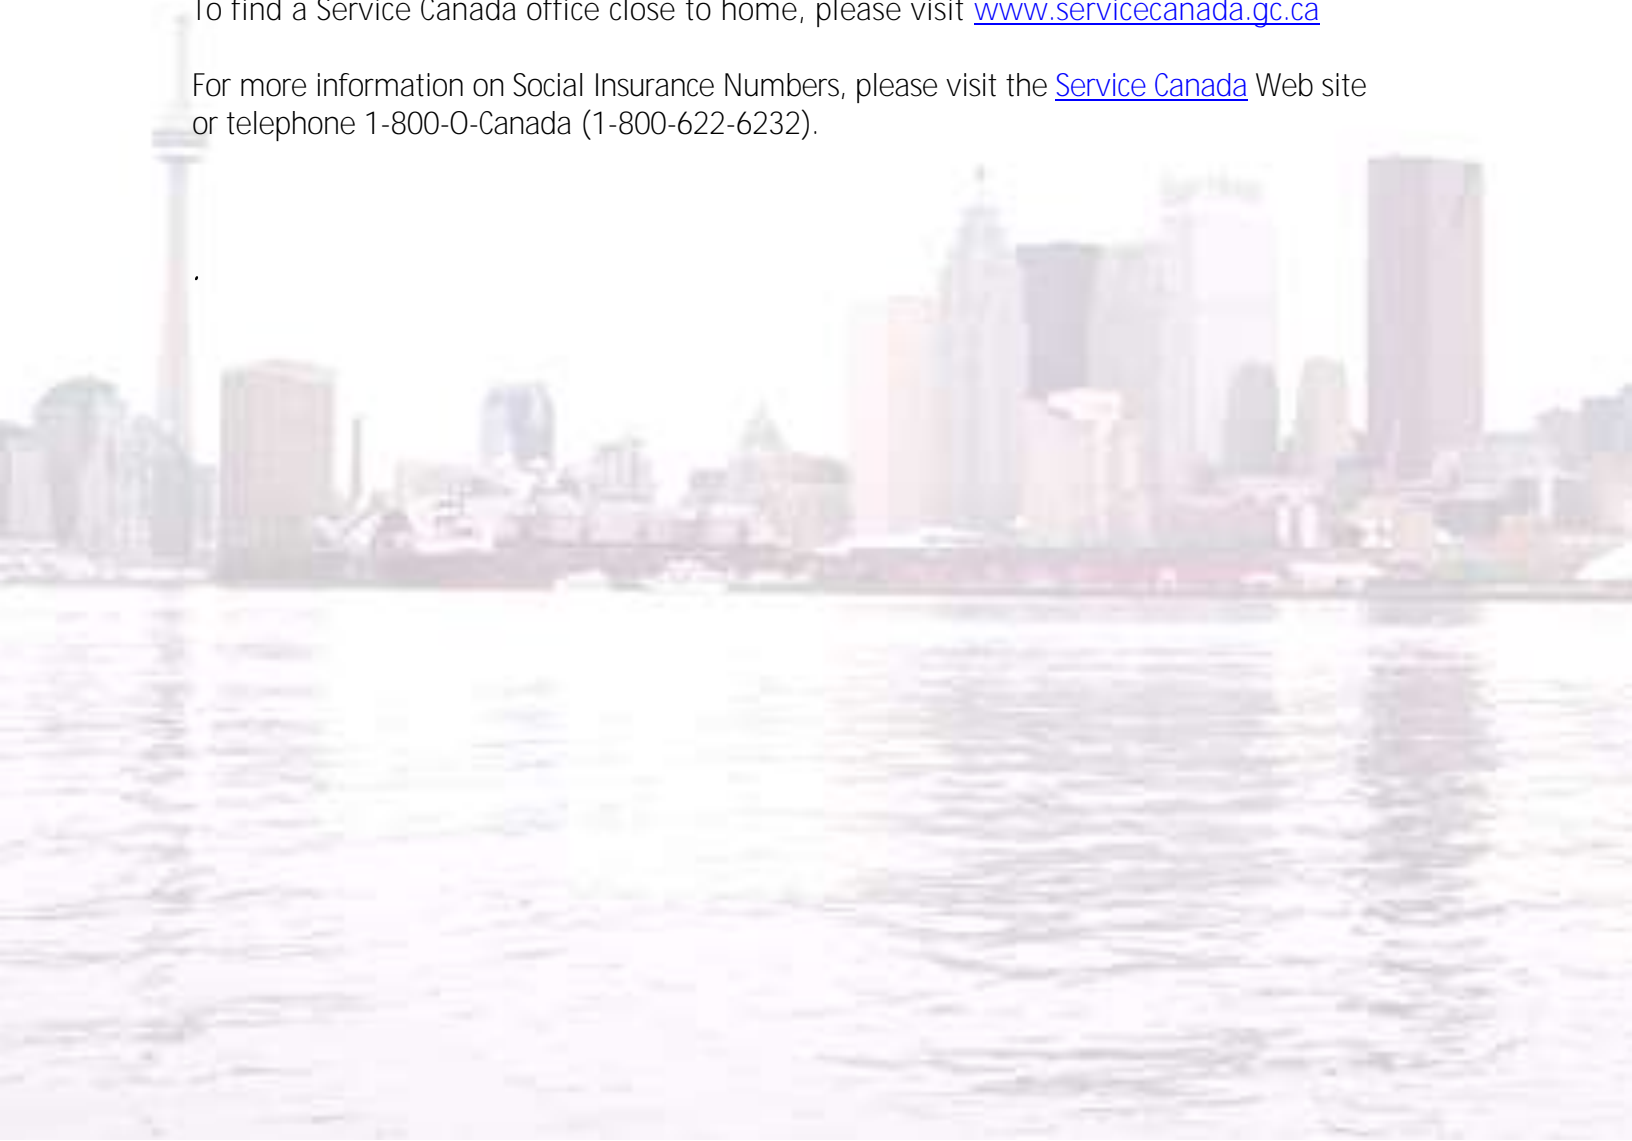 To find a Service Canada office close to home, please visit www.servicecanada.gc.ca
For more information on Social Insurance Numbers, please visit the Service Canada Web site
or telephone 1-800-O-Canada (1-800-622-6232).
.